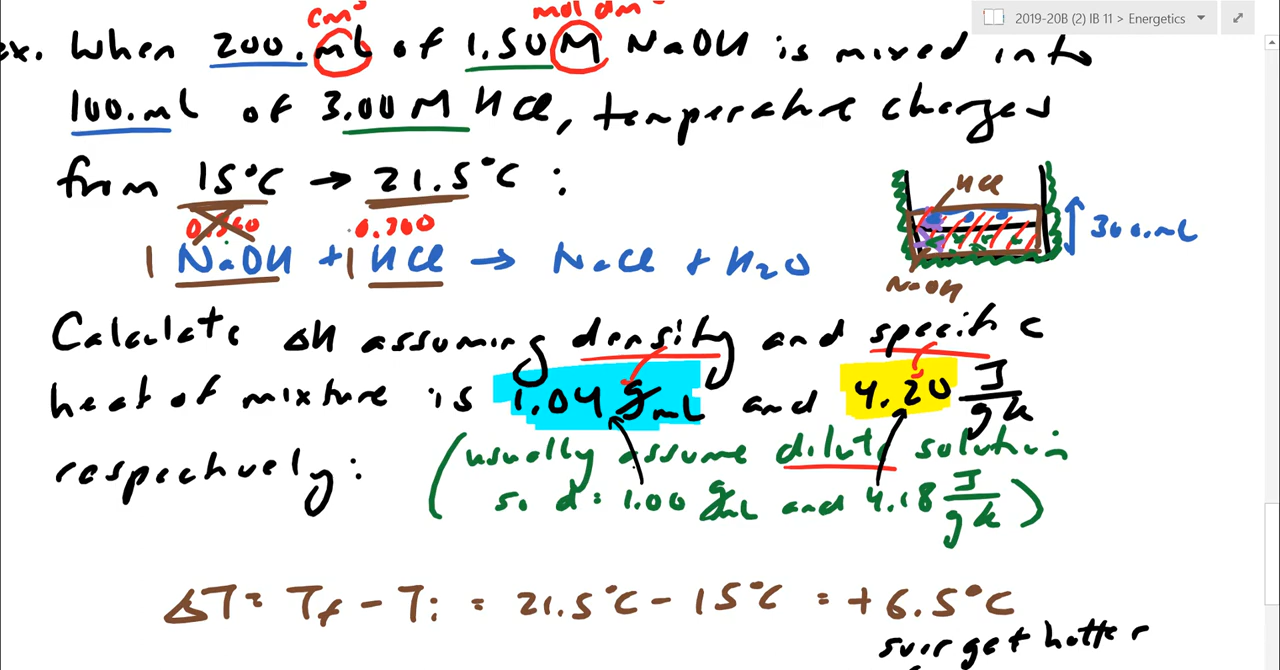 2019-20B (2) IB 11 > Energetics
cm³ mol dm
ex. When 200. mL of 1.50 M NaOH is mixed into
100. mL of 3.00 M HCl, temperature changes
from 15°C → 21.5°C :
0.300 0.300
1 NaOH + 1 HCl → NaCl + H2O
HCl
300. mL
NaOH
Calculate ΔH assuming density and specific
heat of mixture is 1.04 g/mL and 4.20 J/gK
respectively:
(usually assume dilute solution
so d = 1.00 g/mL and 4.18 J/gK)
ΔT = Tf - Ti = 21.5°C - 15°C = +6.5°C
surr get hotter